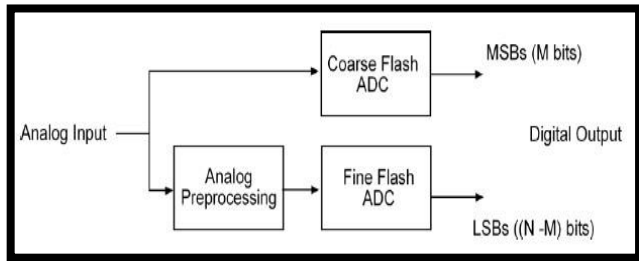 Coarse Flash
ADC
MSBs (M bits)
Analog Input
Digital Output
Analog
Preprocessing
Fine Flash
ADC
LSBs ((N -M) bits)